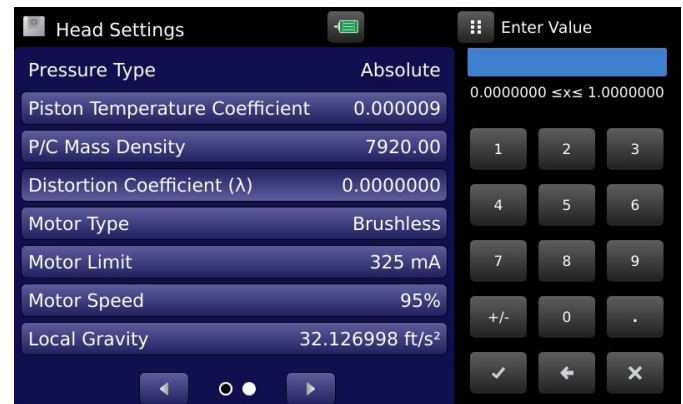 Head Settings
Pressure Type Absolute
Piston Temperature Coefficient 0.000009
P/C Mass Density 7920.00
Distortion Coefficient (λ) 0.0000000
Motor Type Brushless
Motor Limit 325 mA
Motor Speed 95%
Local Gravity 32.126998 ft/s²
Enter Value
0.0000000 ≤x≤ 1.0000000
1 2 3
4 5 6
7 8 9
+/- 0 .